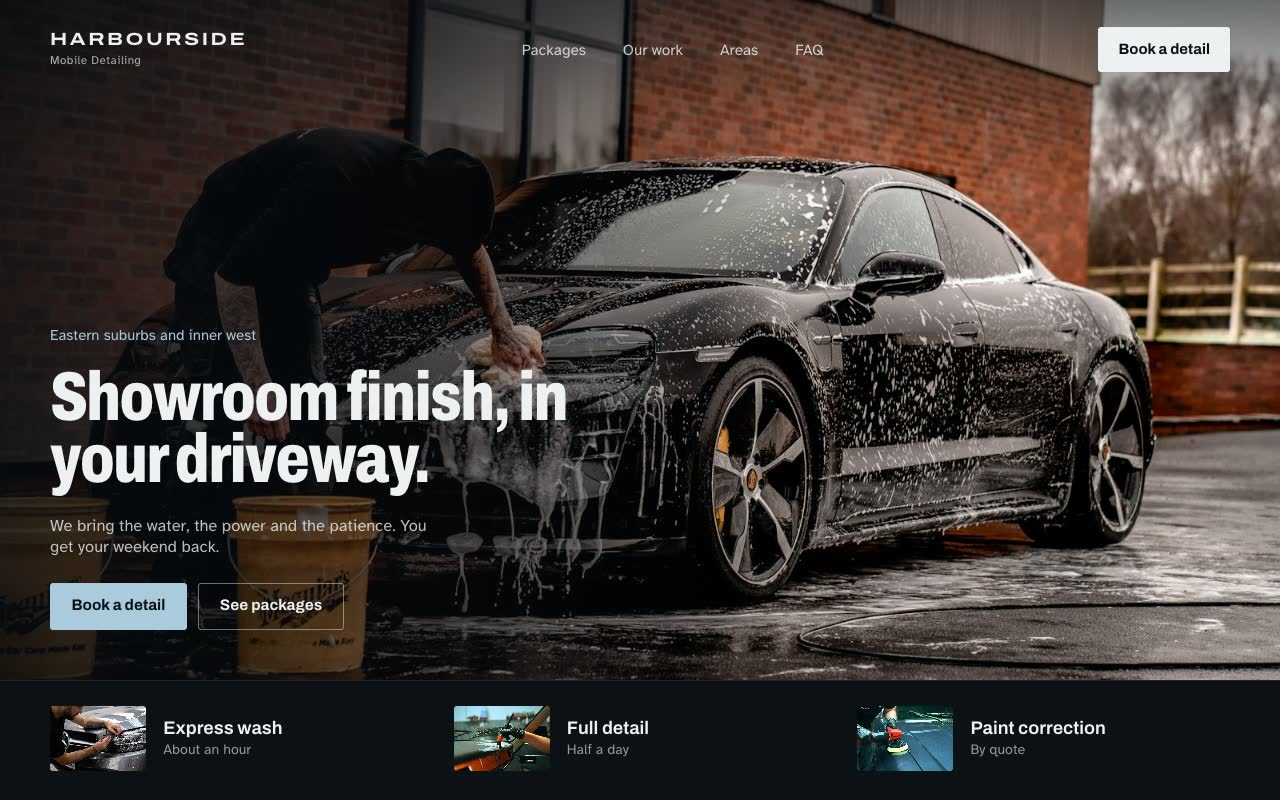 HARBOURSIDE
Mobile Detailing
Packages
Our work
Areas
FAQ
Book a detail
Eastern suburbs and inner west
Showroom finish, in
your driveway.
We bring the water, the power and the patience. You
get your weekend back.
Book a detail
See packages
Meguiar's
Express wash
About an hour
Full detail
Half a day
Paint correction
By quote